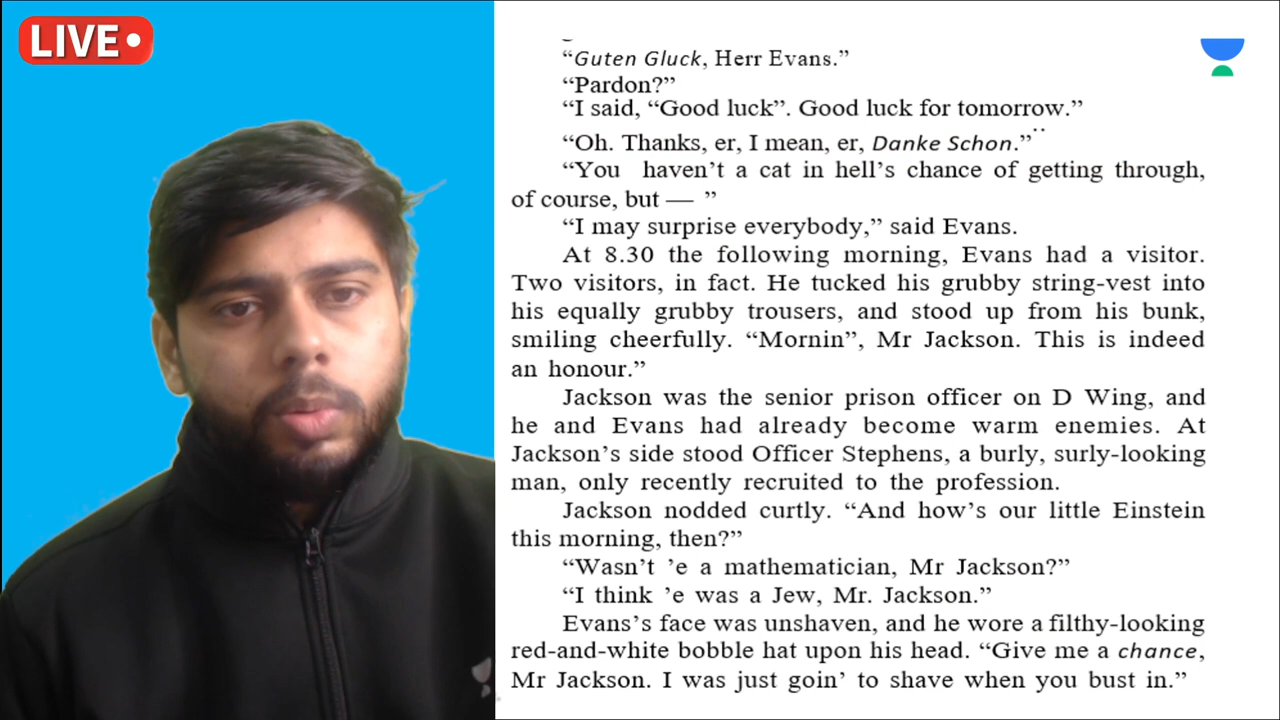 LIVE
“Guten Gluck, Herr Evans.”
“Pardon?”
“I said, “Good luck”. Good luck for tomorrow.”
“Oh. Thanks, er, I mean, er, Danke Schon.”
“You haven’t a cat in hell’s chance of getting through,
of course, but — ”
“I may surprise everybody,” said Evans.
At 8.30 the following morning, Evans had a visitor.
Two visitors, in fact. He tucked his grubby string-vest into
his equally grubby trousers, and stood up from his bunk,
smiling cheerfully. “Mornin”, Mr Jackson. This is indeed
an honour.”
Jackson was the senior prison officer on D Wing, and
he and Evans had already become warm enemies. At
Jackson’s side stood Officer Stephens, a burly, surly-looking
man, only recently recruited to the profession.
Jackson nodded curtly. “And how’s our little Einstein
this morning, then?”
“Wasn’t ’e a mathematician, Mr Jackson?”
“I think ’e was a Jew, Mr. Jackson.”
Evans’s face was unshaven, and he wore a filthy-looking
red-and-white bobble hat upon his head. “Give me a chance,
Mr Jackson. I was just goin’ to shave when you bust in.”